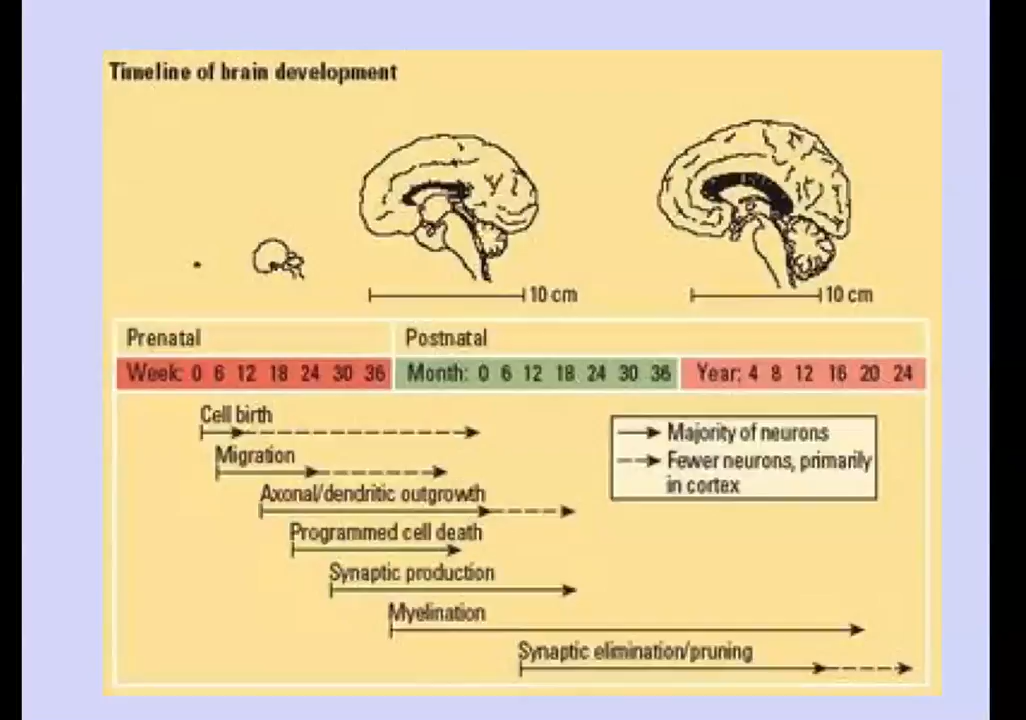 Timeline of brain development
10 cm
10 cm
Prenatal
Postnatal
Week: 0 6 12 18 24 30 36
Month: 0 6 12 18 24 30 36
Year: 4 8 12 16 20 24
Cell birth
Majority of neurons
Fewer neurons, primarily
in cortex
Migration
Axonal/dendritic outgrowth
Programmed cell death
Synaptic production
Myelination
Synaptic elimination/pruning